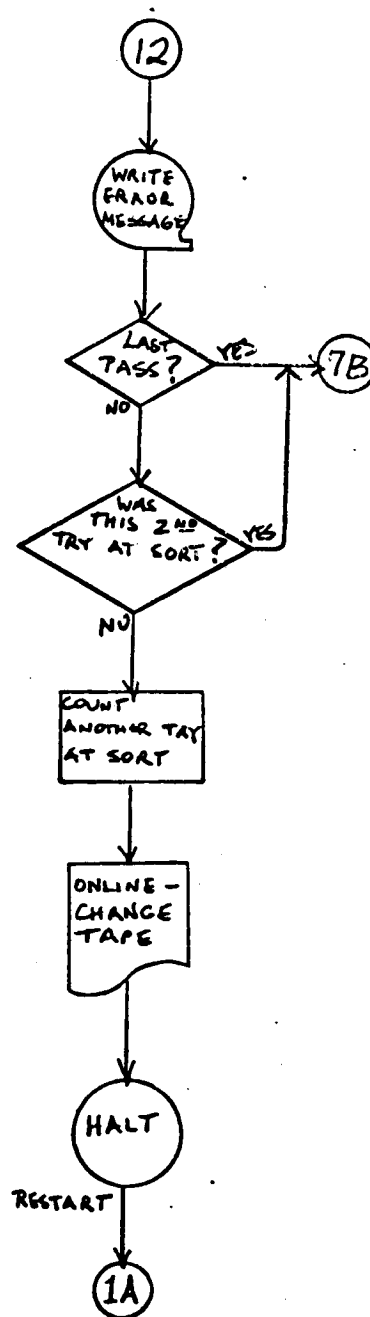 12
WRITE
ERROR
MESSAGE
LAST
PASS?
YES
7B
NO
WAS
THIS 2ND
TRY AT SORT?
YES
NO
COUNT
ANOTHER TRY
AT SORT
ONLINE -
CHANGE
TAPE
HALT
RESTART
1A